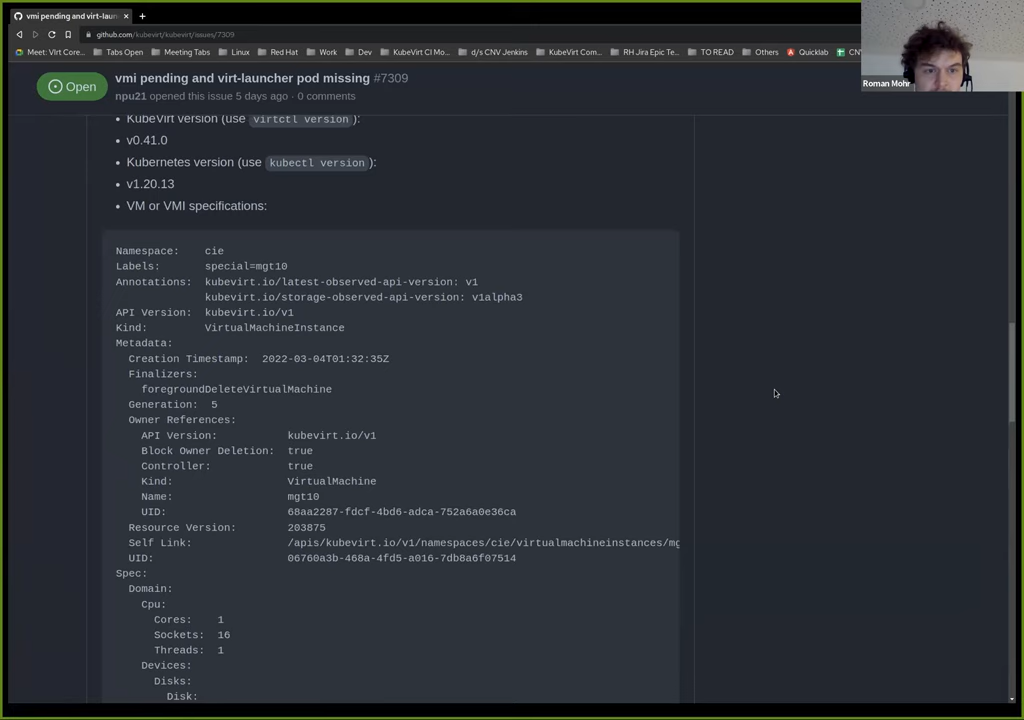 vmi pending and virt-laun
github.com/kubevirt/kubevirt/issues/7309
Meet: VIrt Core... Tabs Open Meeting Tabs Linux Red Hat Work Dev KubeVirt CI Mo... d/s CNV Jenkins KubeVirt Com... RH Jira Epic Te... TO READ Others Quicklab CN
Roman Mohr
Open
vmi pending and virt-launcher pod missing #7309
npu21 opened this issue 5 days ago · 0 comments
• KubeVirt version (use virtctl version):
• v0.41.0
• Kubernetes version (use kubectl version):
• v1.20.13
• VM or VMI specifications:
Namespace: cie
Labels: special=mgt10
Annotations: kubevirt.io/latest-observed-api-version: v1
kubevirt.io/storage-observed-api-version: v1alpha3
API Version: kubevirt.io/v1
Kind: VirtualMachineInstance
Metadata:
Creation Timestamp: 2022-03-04T01:32:35Z
Finalizers:
foregroundDeleteVirtualMachine
Generation: 5
Owner References:
API Version: kubevirt.io/v1
Block Owner Deletion: true
Controller: true
Kind: VirtualMachine
Name: mgt10
UID: 68aa2287-fdcf-4bd6-adca-752a6a0e36ca
Resource Version: 203875
Self Link: /apis/kubevirt.io/v1/namespaces/cie/virtualmachineinstances/mg
UID: 06760a3b-468a-4fd5-a016-7db8a6f07514
Spec:
Domain:
Cpu:
Cores: 1
Sockets: 16
Threads: 1
Devices:
Disks:
Disk: